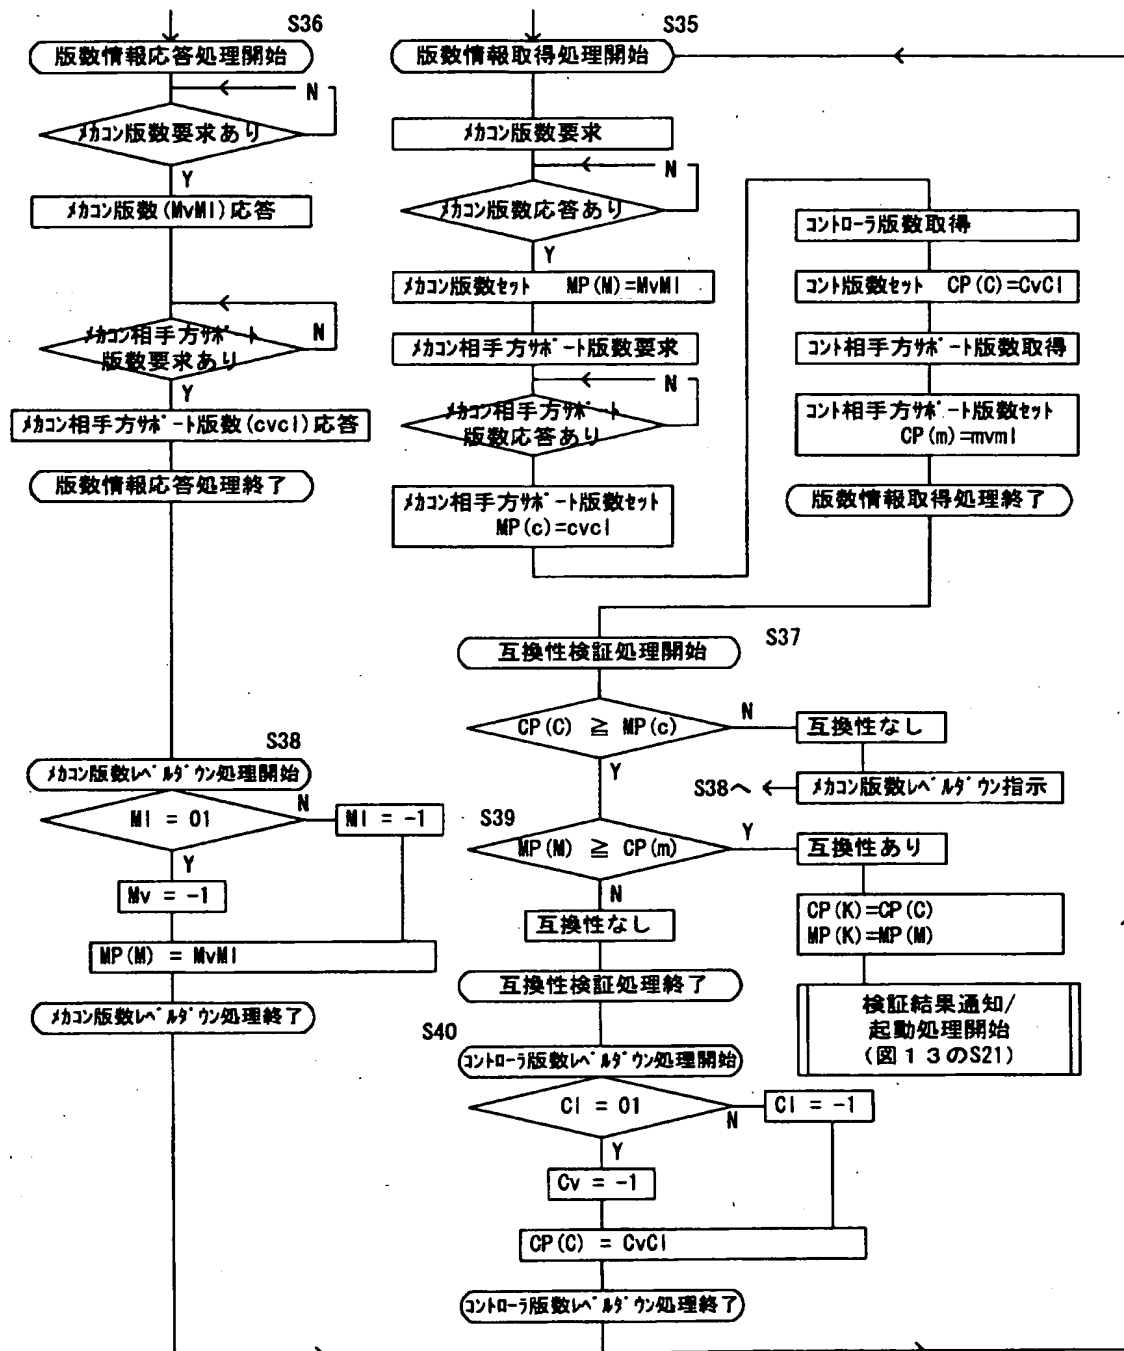 S36
版数情報応答処理開始
N
メカコン版数要求あり
Y
メカコン版数(MvMl)応答
N
メカコン相手方サポート
版数要求あり
Y
メカコン相手方サポート版数(cvcl)応答
版数情報応答処理終了
S35
版数情報取得処理開始
メカコン版数要求
N
メカコン版数応答あり
Y
メカコン版数セット MP(M)=MvMl
メカコン相手方サポート版数要求
N
メカコン相手方サポート
版数応答あり
メカコン相手方サポート版数セット
MP(c)=cvcl
コントローラ版数取得
コント版数セット CP(C)=CvCl
コント相手方サポート版数取得
コント相手方サポート版数セット
CP(m)=mvml
版数情報取得処理終了
S37
互換性検証処理開始
CP(C) ≧ MP(c)
N
互換性なし
Y
S38へ
メカコン版数レベルダウン指示
S39
MP(M) ≧ CP(m)
Y
互換性あり
N
互換性なし
CP(K)=CP(C)
MP(K)=MP(M)
互換性検証処理終了
検証結果通知/
起動処理開始
(図13のS21)
S38
メカコン版数レベルダウン処理開始
Ml = 01
N
Ml = -1
Y
Mv = -1
MP(M) = MvMl
メカコン版数レベルダウン処理終了
S40
コントローラ版数レベルダウン処理開始
Cl = 01
N
Cl = -1
Y
Cv = -1
CP(C) = CvCl
コントローラ版数レベルダウン処理終了